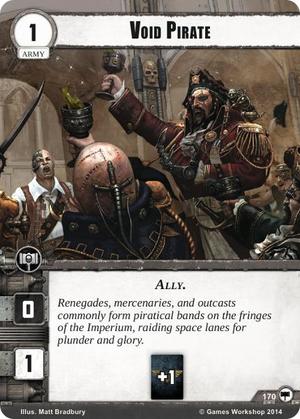 1
ARMY
VOID PIRATE
0
1
ALLY.
Renegades, mercenaries, and outcasts
commonly form piratical bands on the fringes
of the Imperium, raiding space lanes for
plunder and glory.
+1
170
Illus. Matt Bradbury
© Games Workshop 2014